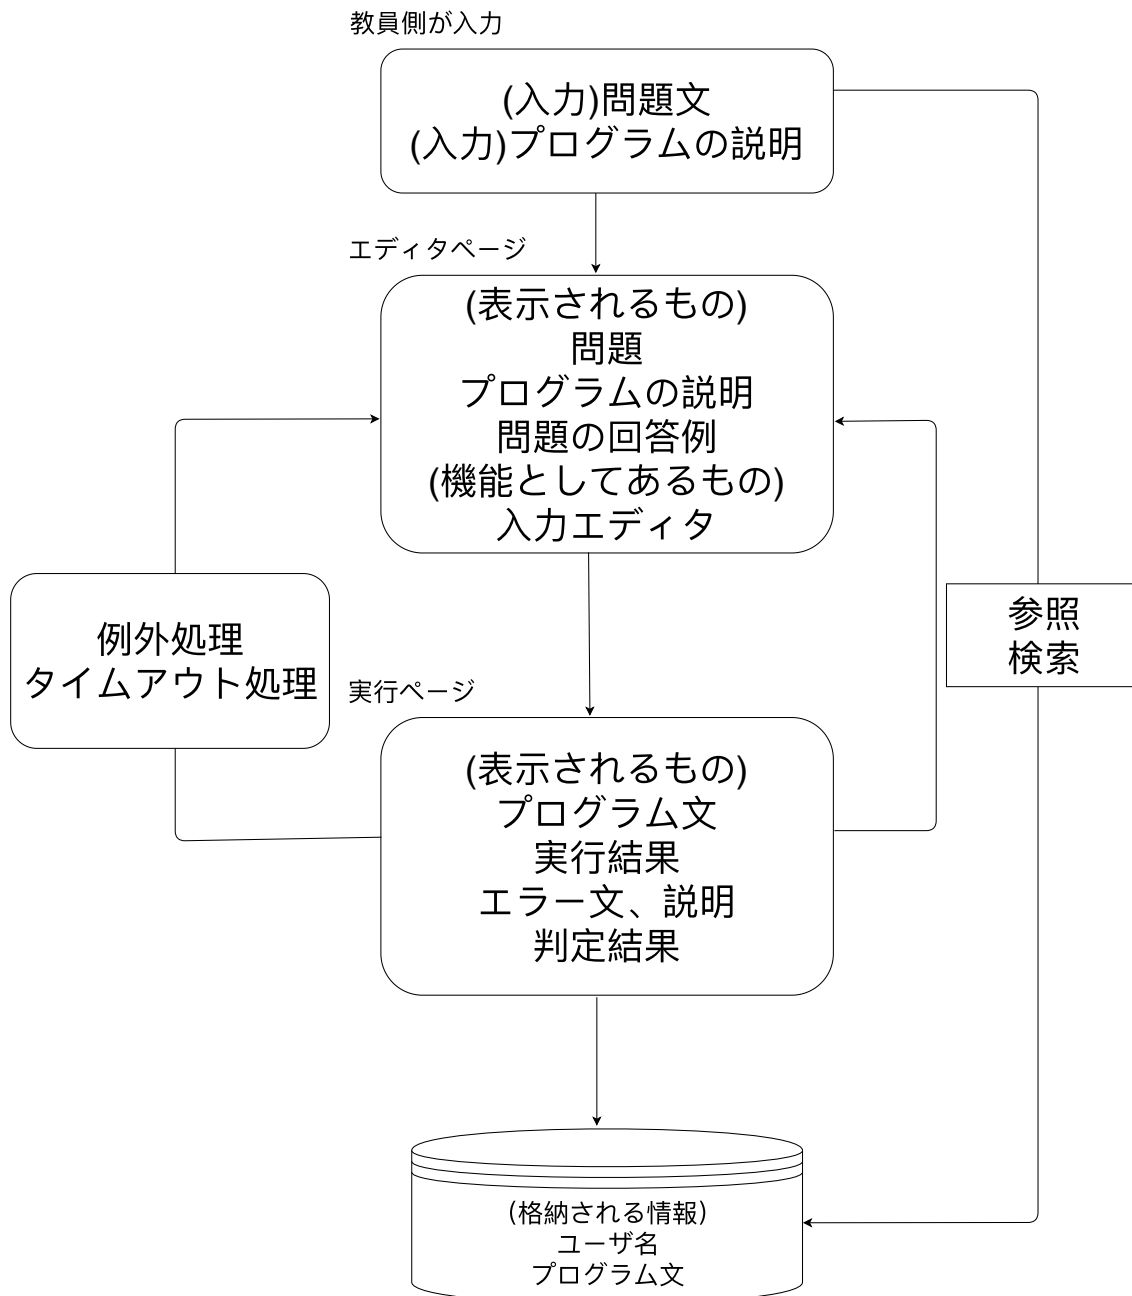 教員側が入力
(入力)問題文
(入力)プログラムの説明
エディタページ
(表示されるもの)
問題
プログラムの説明
問題の回答例
(機能としてあるもの)
入力エディタ
例外処理
タイムアウト処理
参照
検索
実行ページ
(表示されるもの)
プログラム文
実行結果
エラー文、説明
判定結果
(格納される情報)
ユーザ名
プログラム文